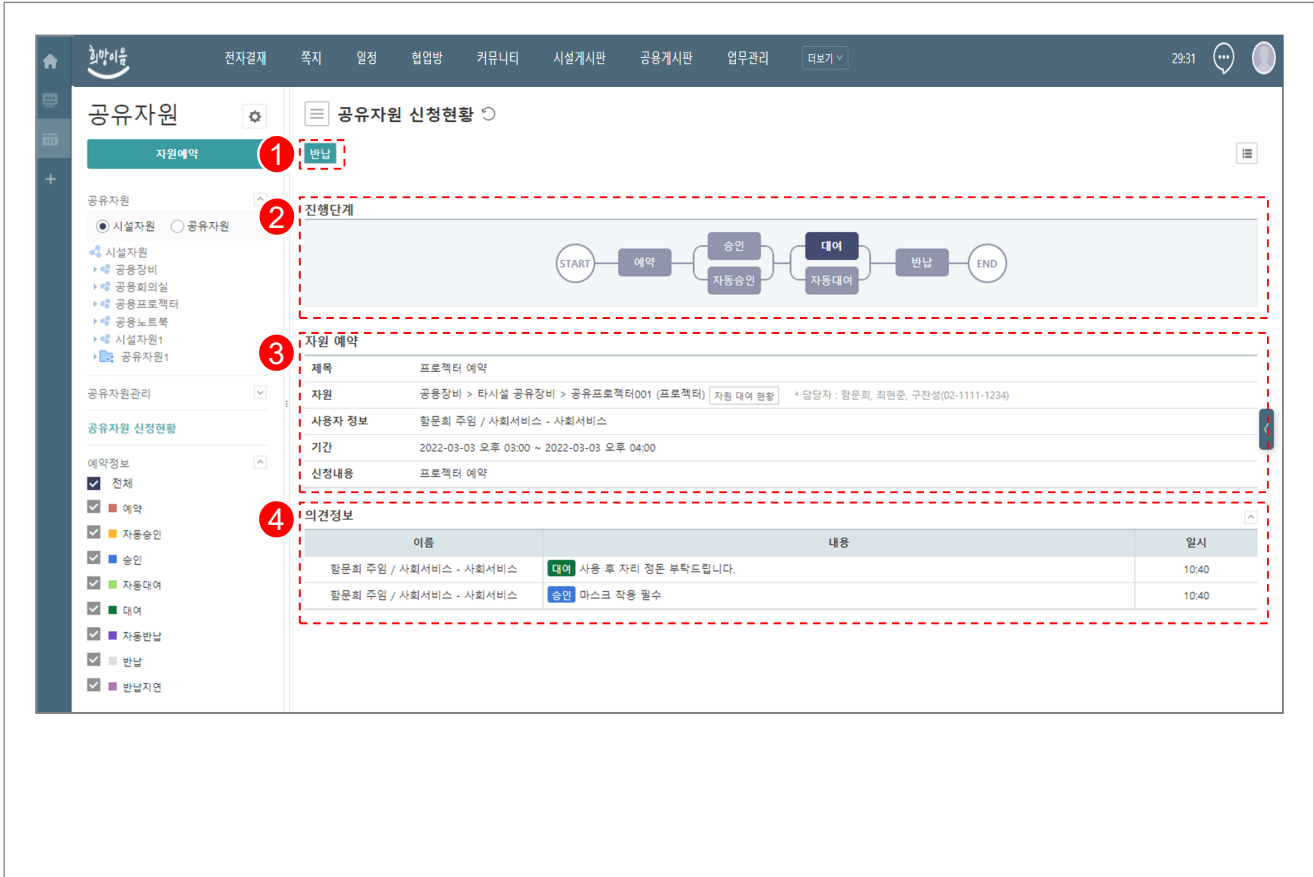 희망이음
전자결재 쪽지 일정 협업방 커뮤니티 시설게시판 공용게시판 업무관리 더보기
29:31
공유자원
자원예약
공유자원
시설자원 공유자원
시설자원
공용장비
공용회의실
공용프로젝터
공용노트북
시설자원1
공유자원1
공유자원관리
공유자원 신청현황
예약정보
전체
예약
자동승인
승인
자동대여
대여
자동반납
반납
반납지연
공유자원 신청현황
1 반납
2 진행단계
START 예약 승인 자동승인 대여 자동대여 반납 END
3 자원 예약
제목 프로젝터 예약
자원 공용장비 > 타시설 공유장비 > 공유프로젝터001 (프로젝터) 자원 대여 현황 * 담당자 : 함문희, 최현준, 구찬성(02-1111-1234)
사용자 정보 함문희 주임 / 사회서비스 - 사회서비스
기간 2022-03-03 오후 03:00 ~ 2022-03-03 오후 04:00
신청내용 프로젝터 예약
4 의견정보
이름 내용 일시
함문희 주임 / 사회서비스 - 사회서비스 대여 사용 후 자리 정돈 부탁드립니다. 10:40
함문희 주임 / 사회서비스 - 사회서비스 승인 마스크 착용 필수 10:40